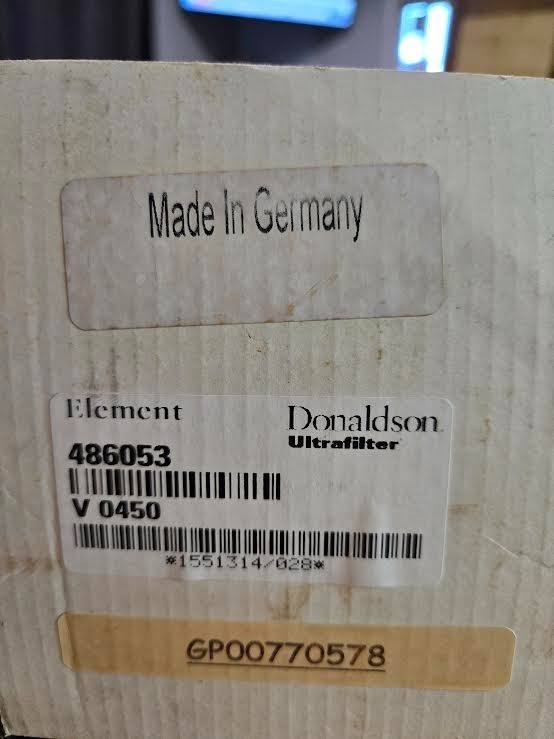 Made In Germany
Element
Donaldson
Ultrafilter
486053
V 0450
*1551314/028*
GP00770578